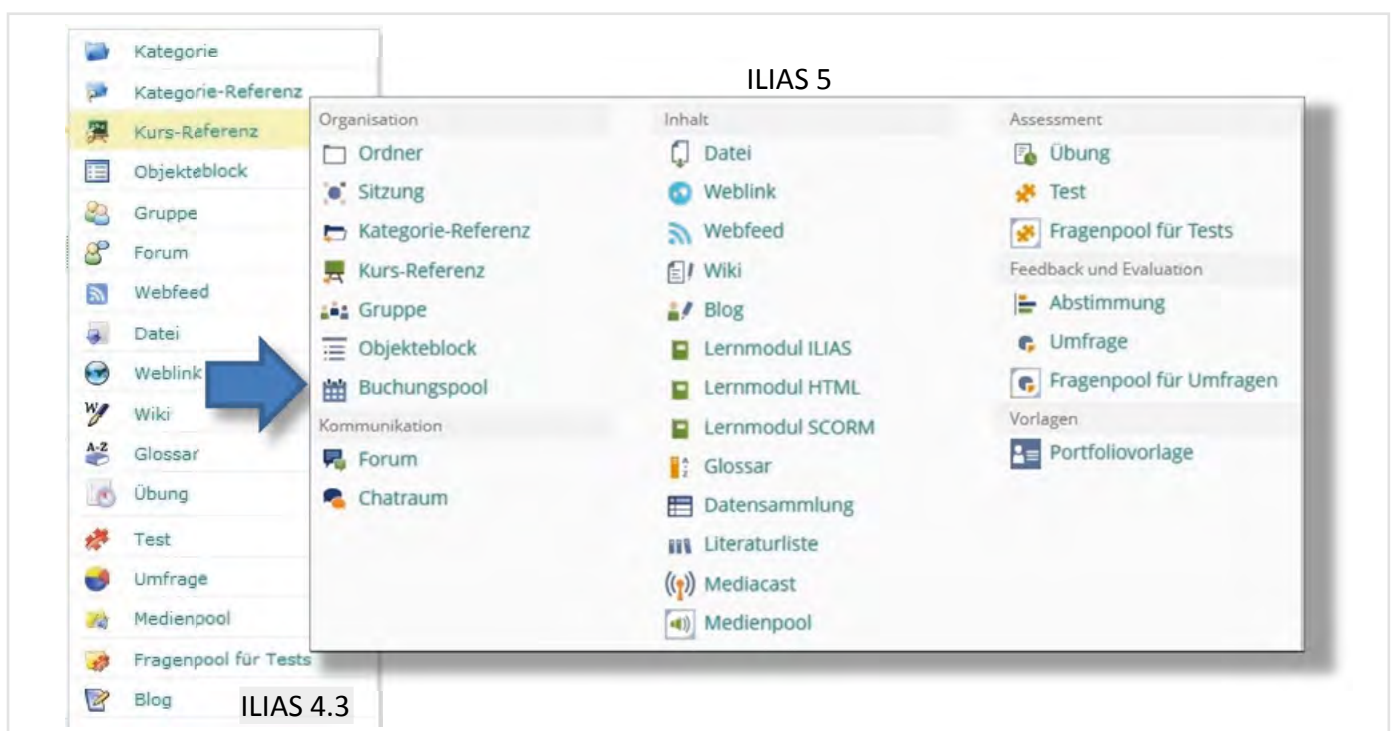 Kategorie
Kategorie-Referenz
Kurs-Referenz
Objekteblock
Gruppe
Forum
Webfeed
Datei
Weblink
Wiki
Glossar
Übung
Test
Umfrage
Medienpool
Fragenpool für Tests
Blog
ILIAS 4.3
ILIAS 5
Organisation
Ordner
Sitzung
Kategorie-Referenz
Kurs-Referenz
Gruppe
Objekteblock
Buchungspool
Kommunikation
Forum
Chatraum
Inhalt
Datei
Weblink
Webfeed
Wiki
Blog
Lernmodul ILIAS
Lernmodul HTML
Lernmodul SCORM
Glossar
Datensammlung
Literaturliste
Mediacast
Medienpool
Assessment
Übung
Test
Fragenpool für Tests
Feedback und Evaluation
Abstimmung
Umfrage
Fragenpool für Umfragen
Vorlagen
Portfoliovorlage